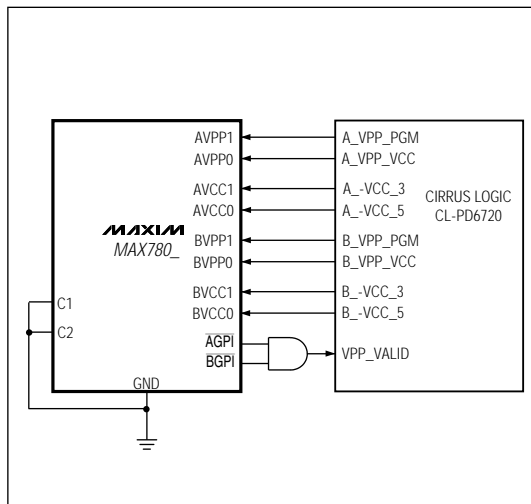 AVPP1 A_VPP_PGM
AVPP0 A_VPP_VCC
AVCC1 A_-VCC_3
AVCC0 A_-VCC_5
CIRRUS LOGIC
CL-PD6720
MAXIM
MAX780_
BVPP1 B_VPP_PGM
BVPP0 B_VPP_VCC
BVCC1 B_-VCC_3
BVCC0 B_-VCC_5
C1
C2
AGPI
BGPI
VPP_VALID
GND